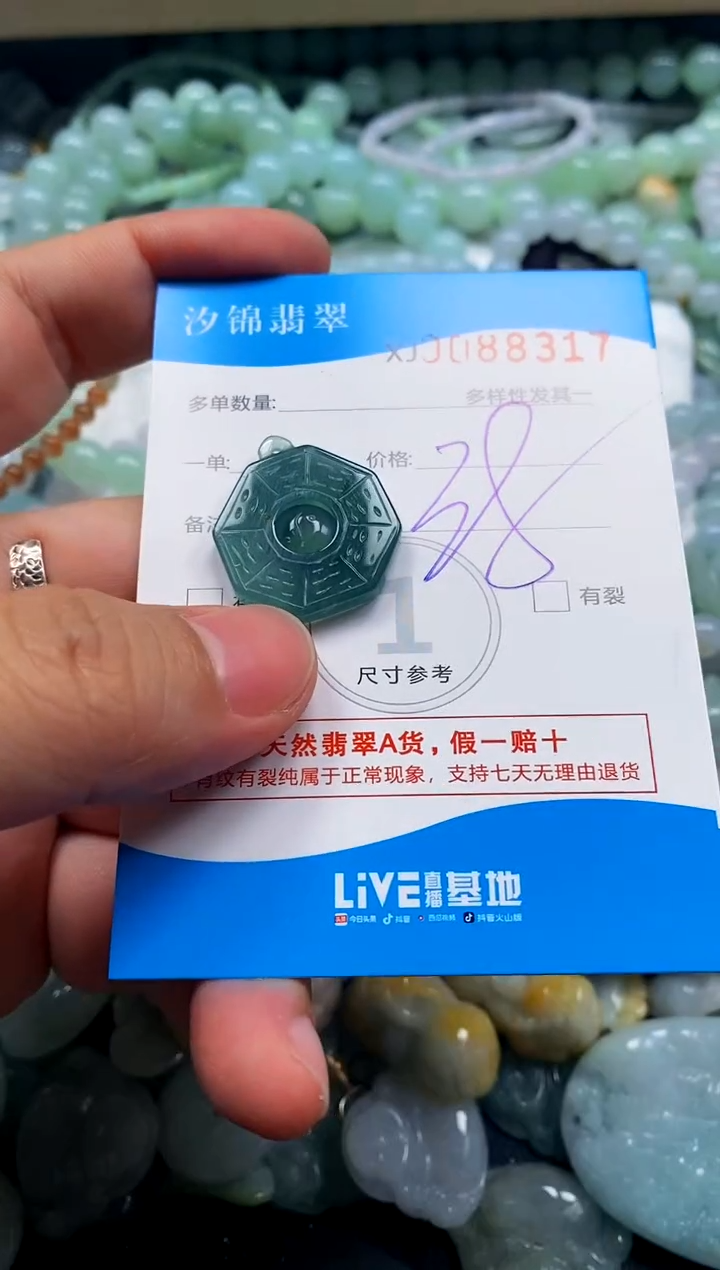 汐锦翡翠
XJ0088317
多单数量:
多样性发其一
一单:
价格:
38
备注
有裂
1
尺寸参考
天然翡翠A货，假一赔十
有纹有裂纯属于正常现象，支持七天无理由退货
LiVE直播基地
今日头条 抖音 西瓜视频 抖音火山版